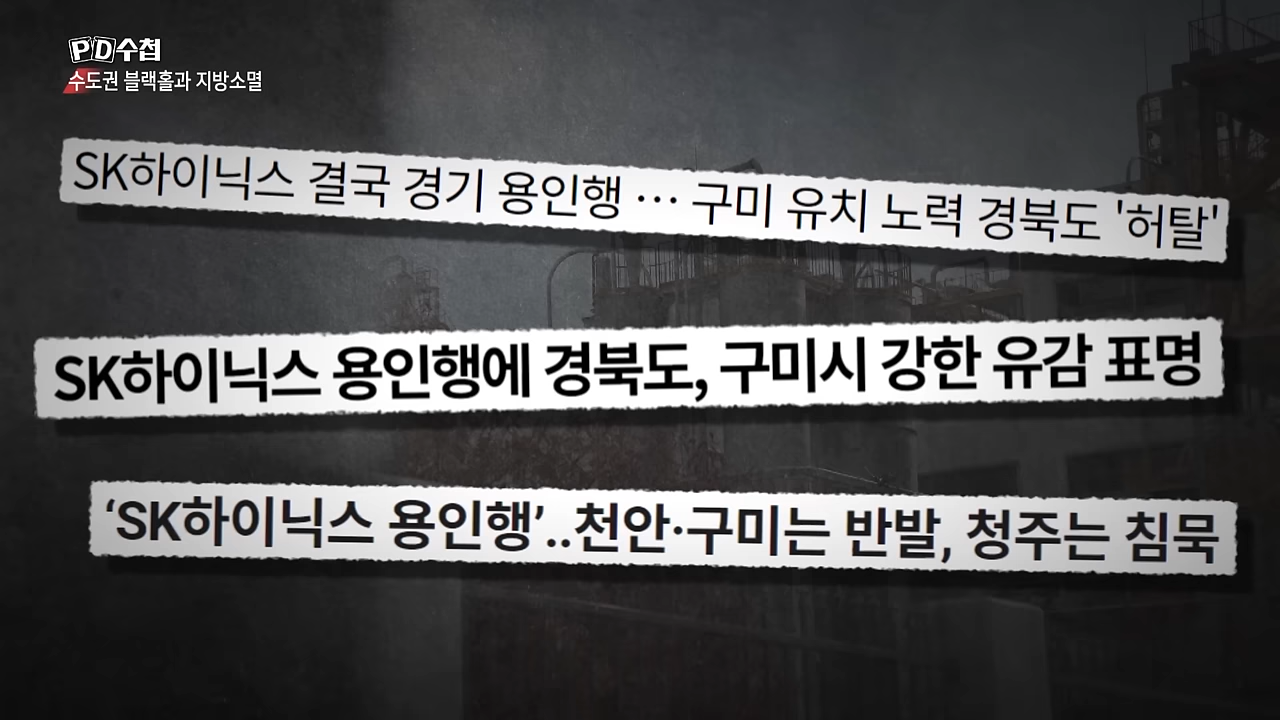 PD수첩
수도권 블랙홀과 지방소멸
SK하이닉스 결국 경기 용인행 … 구미 유치 노력 경북도 '허탈'
SK하이닉스 용인행에 경북도, 구미시 강한 유감 표명
‘SK하이닉스 용인행’..천안·구미는 반발, 청주는 침묵